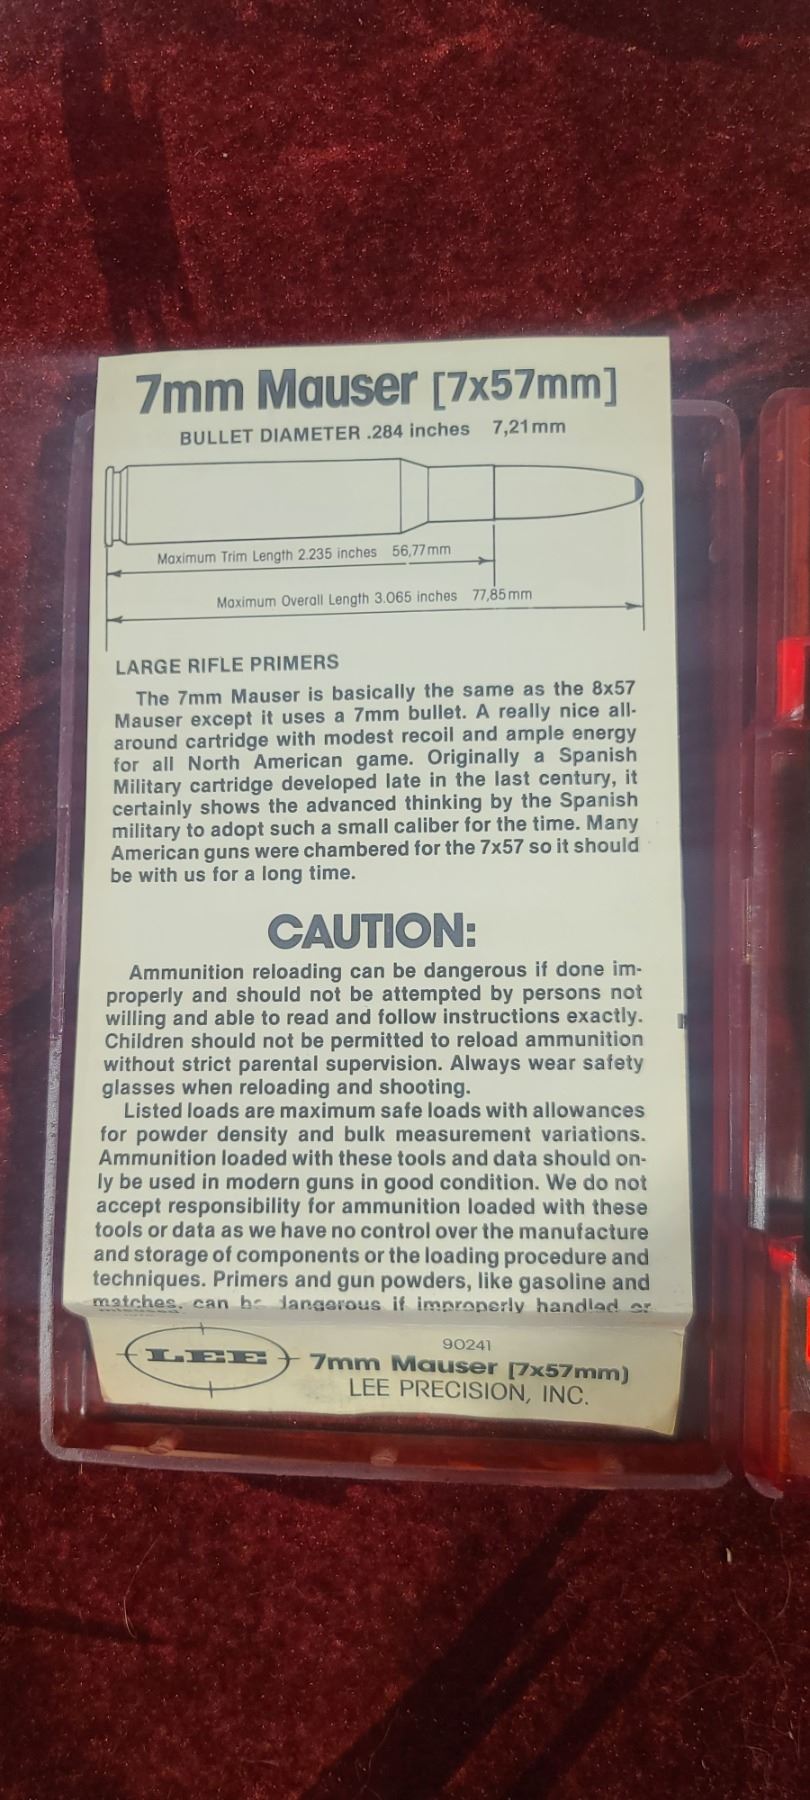 7mm Mauser [7x57mm]
BULLET DIAMETER .284 inches 7,21mm
Maximum Trim Length 2.235 inches 56,77mm
Maximum Overall Length 3.065 inches 77,85mm
LARGE RIFLE PRIMERS
The 7mm Mauser is basically the same as the 8x57
Mauser except it uses a 7mm bullet. A really nice all-
around cartridge with modest recoil and ample energy
for all North American game. Originally a Spanish
Military cartridge developed late in the last century, it
certainly shows the advanced thinking by the Spanish
military to adopt such a small caliber for the time. Many
American guns were chambered for the 7x57 so it should
be with us for a long time.
CAUTION:
Ammunition reloading can be dangerous if done im-
properly and should not be attempted by persons not
willing and able to read and follow instructions exactly.
Children should not be permitted to reload ammunition
without strict parental supervision. Always wear safety
glasses when reloading and shooting.
Listed loads are maximum safe loads with allowances
for powder density and bulk measurement variations.
Ammunition loaded with these tools and data should on-
ly be used in modern guns in good condition. We do not
accept responsibility for ammunition loaded with these
tools or data as we have no control over the manufacture
and storage of components or the loading procedure and
techniques. Primers and gun powders, like gasoline and
matches, can be dangerous if improperly handled or
LEE
90241
7mm Mauser [7x57mm)
LEE PRECISION, INC.